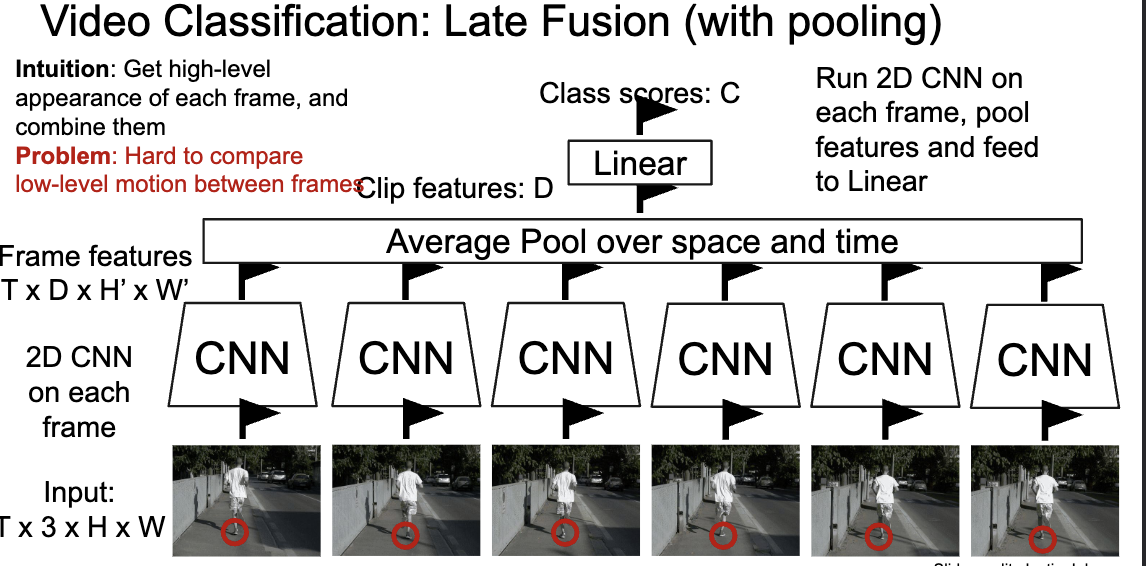 Video Classification: Late Fusion (with pooling)
Intuition: Get high-level
appearance of each frame, and
combine them
Problem: Hard to compare
low-level motion between frames
Class scores: C
Run 2D CNN on
each frame, pool
features and feed
to Linear
Linear
Clip features: D
Average Pool over space and time
Frame features
T x D x H’ x W’
CNN
CNN
CNN
CNN
CNN
CNN
2D CNN
on each
frame
Input:
T x 3 x H x W